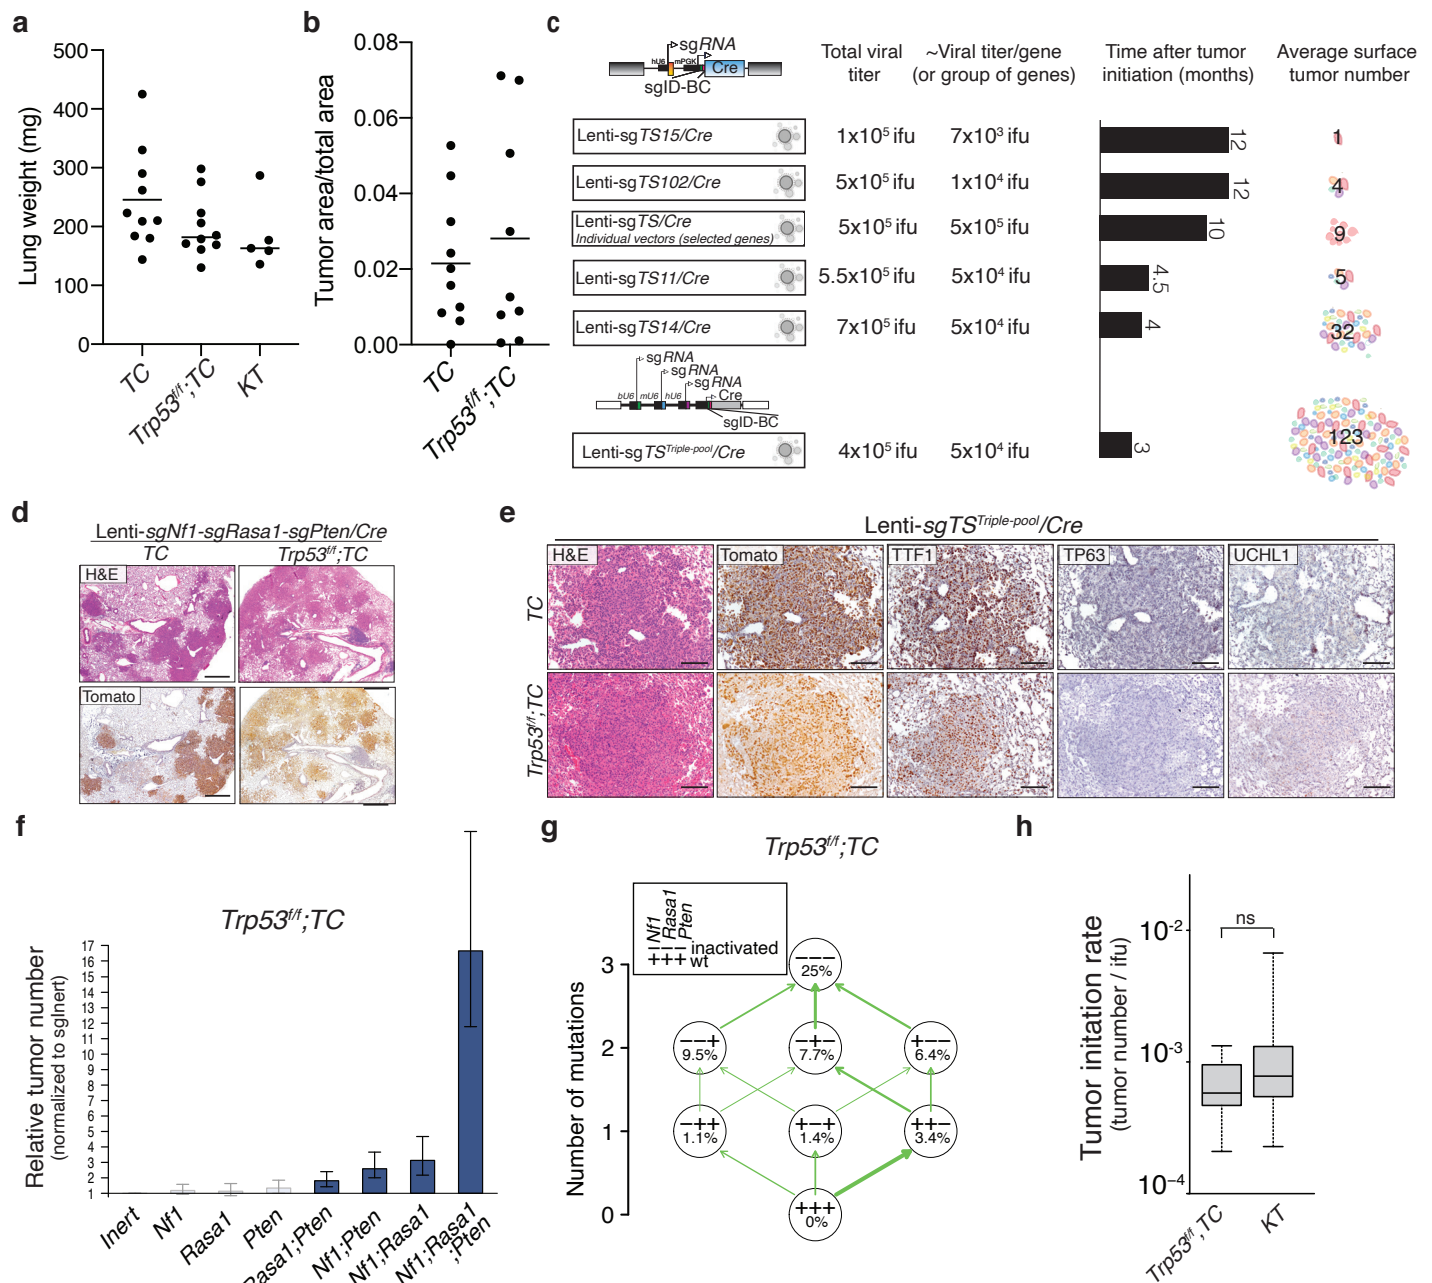 a
Lung weight (mg)
500
400
300
200
100
0
TC
Trp53f/f;TC
KT
b
Tumor area/total area
0.08
0.06
0.04
0.02
0.00
TC
Trp53f/f;TC
c
sgRNA
hU6
mPGK
Cre
sgID-BC
Total viral titer
~Viral titer/gene (or group of genes)
Time after tumor initiation (months)
Average surface tumor number
Lenti-sgTS15/Cre
1x10⁵ ifu
7x10³ ifu
12
1
Lenti-sgTS102/Cre
5x10⁵ ifu
1x10⁴ ifu
12
4
Lenti-sgTS/Cre
Individual vectors (selected genes)
5x10⁵ ifu
5x10⁵ ifu
10
9
Lenti-sgTS11/Cre
5.5x10⁵ ifu
5x10⁴ ifu
4.5
5
Lenti-sgTS14/Cre
7x10⁵ ifu
5x10⁴ ifu
4
32
sgRNA
sgRNA
sgRNA
bU6
mU6
hU6
Cre
sgID-BC
Lenti-sgTSTriple-pool/Cre
4x10⁵ ifu
5x10⁴ ifu
3
123
d
Lenti-sgNf1-sgRasa1-sgPten/Cre
TC
Trp53f/f;TC
H&E
Tomato
e
Lenti-sgTSTriple-pool/Cre
H&E
Tomato
TTF1
TP63
UCHL1
TC
Trp53f/f;TC
f
Trp53f/f;TC
Relative tumor number
(normalized to sgInert)
17
16
15
14
13
12
11
10
9
8
7
6
5
4
3
2
1
Inert
Nf1
Rasa1
Pten
Rasa1;Pten
Nf1;Pten
Nf1;Rasa1
Nf1;Rasa1
;Pten
g
Trp53f/f;TC
Nf1
Rasa1
Pten
−−− inactivated
+++ wt
Number of mutations
3
2
1
0
−−−
25%
−−+
9.5%
−+−
7.7%
+−−
6.4%
−++
1.1%
+−+
1.4%
++−
3.4%
+++
0%
h
Tumor initation rate
(tumor number / ifu)
ns
10⁻²
10⁻³
10⁻⁴
Trp53f/f;TC
KT